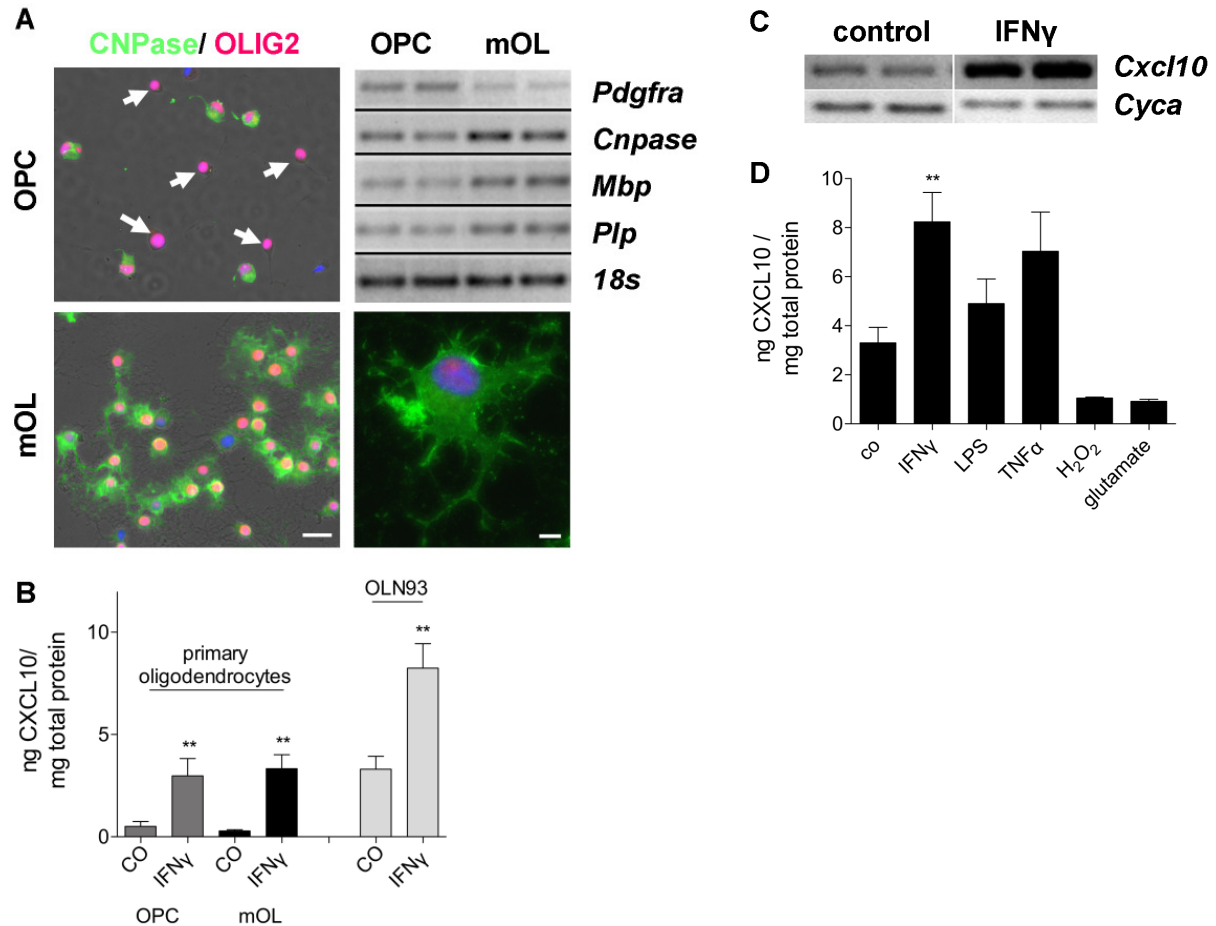 A
CNPase/ OLIG2
OPC mOL
OPC
Pdgfra
Cnpase
Mbp
Plp
18s
mOL
B
ng CXCL10/
mg total protein
10
5
0
primary
oligodendrocytes
OLN93
**
**
**
CO IFNγ CO IFNγ CO IFNγ
OPC mOL
C
control IFNγ
Cxcl10
Cyca
D
ng CXCL10 /
mg total protein
10
8
6
4
2
0
**
co IFNγ LPS TNFα H₂O₂ glutamate